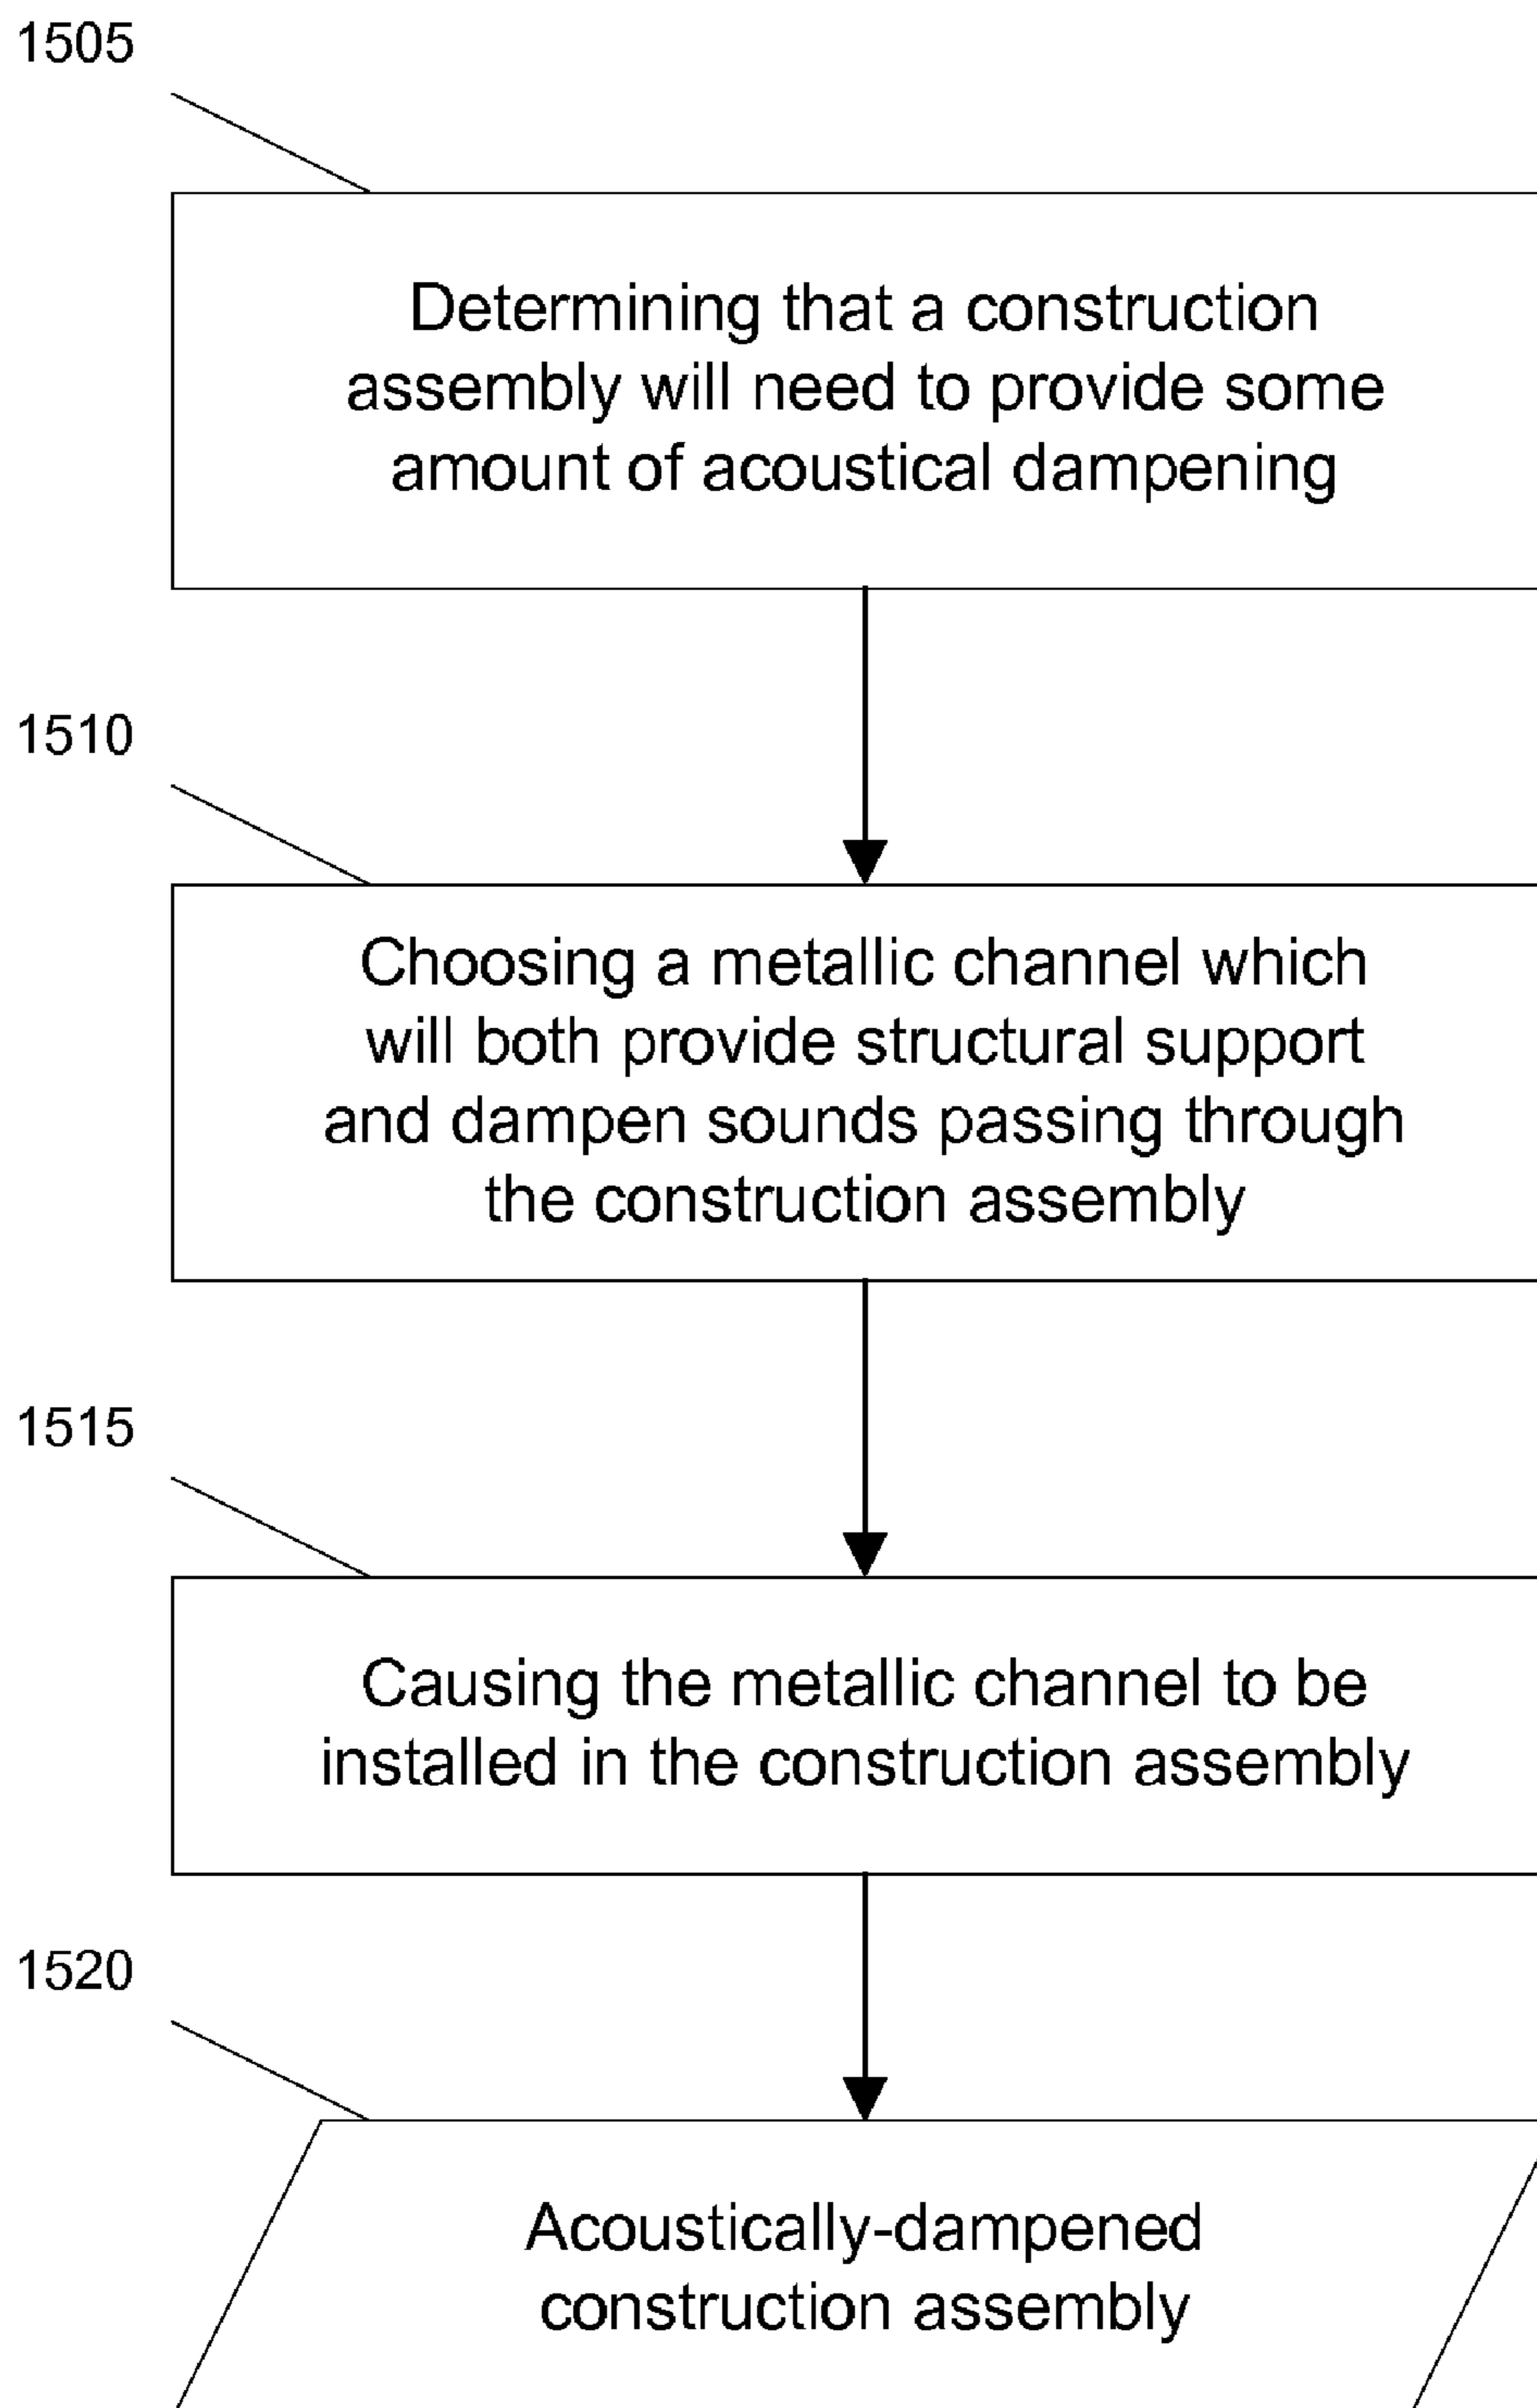 1505
Determining that a construction
assembly will need to provide some
amount of acoustical dampening
1510
Choosing a metallic channel which
will both provide structural support
and dampen sounds passing through
the construction assembly
1515
Causing the metallic channel to be
installed in the construction assembly
1520
Acoustically-dampened
construction assembly